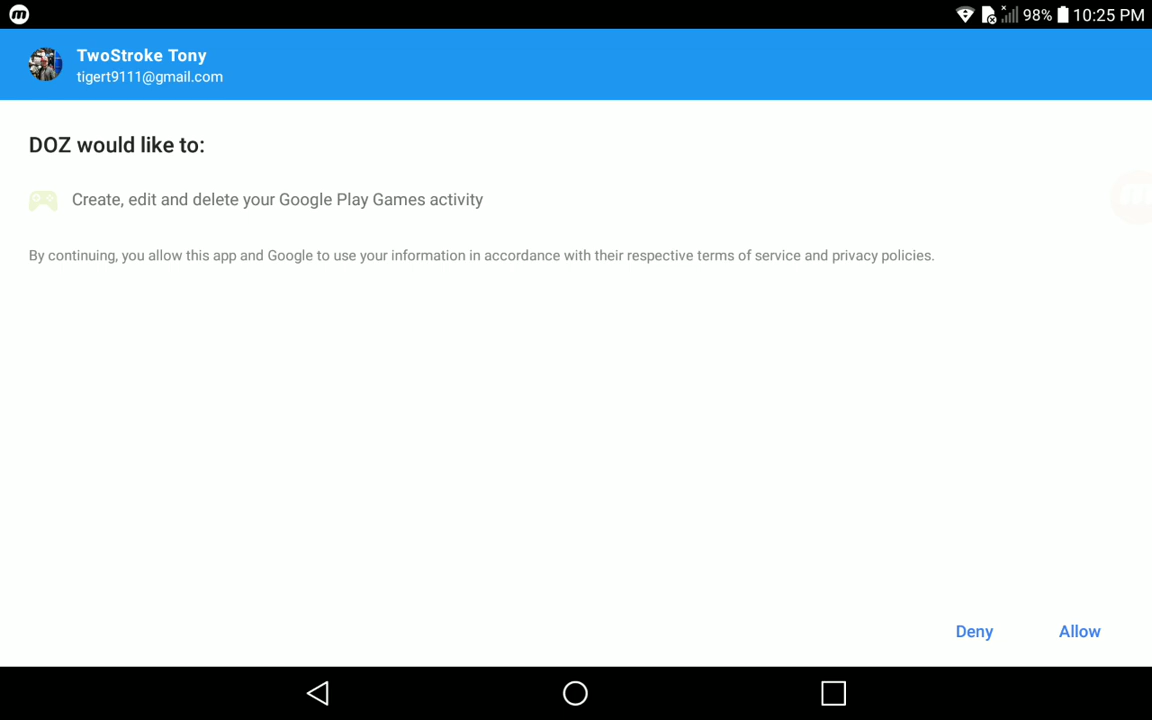 98% 10:25 PM
TwoStroke Tony
tigert9111@gmail.com
DOZ would like to:
Create, edit and delete your Google Play Games activity
By continuing, you allow this app and Google to use your information in accordance with their respective terms of service and privacy policies.
Deny Allow